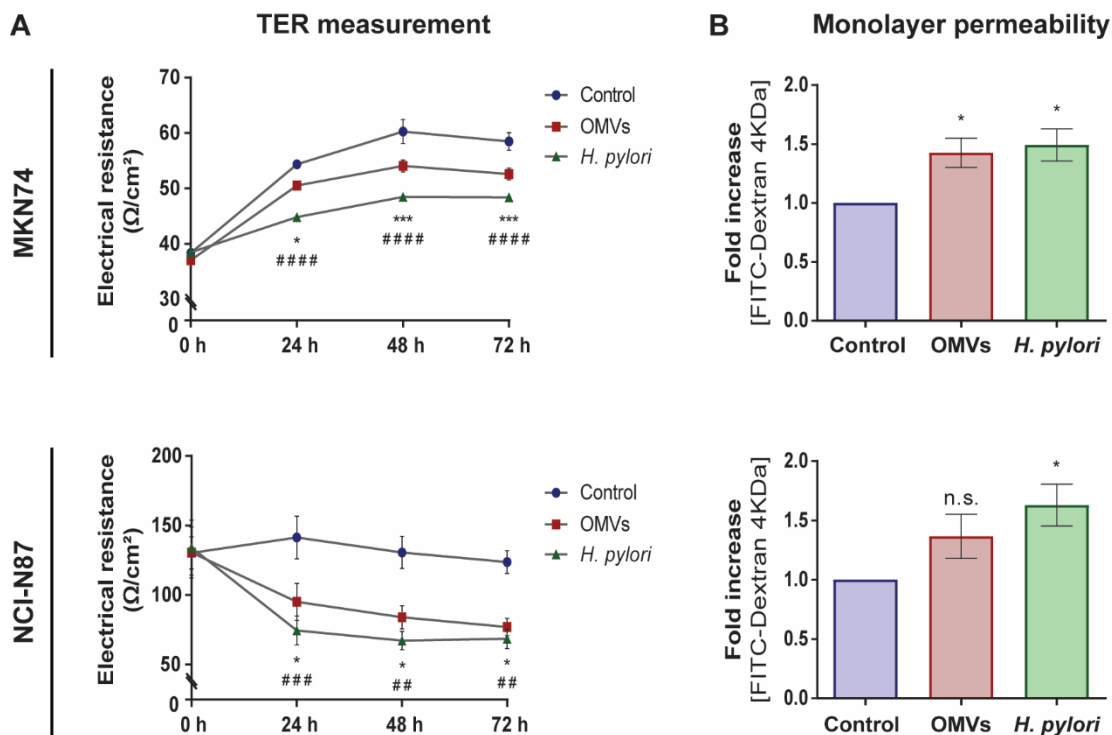 A
TER measurement
B
Monolayer permeability
MKN74
Electrical resistance
(Ω/cm²)
70
60
50
40
30
0
0 h
24 h
48 h
72 h
*
####
***
####
***
####
Control
OMVs
H. pylori
Fold increase
[FITC-Dextran 4KDa]
2.0
1.5
1.0
0.5
0.0
*
*
Control
OMVs
H. pylori
NCI-N87
Electrical resistance
(Ω/cm²)
200
150
100
50
0
0 h
24 h
48 h
72 h
*
###
*
##
*
##
Control
OMVs
H. pylori
Fold increase
[FITC-Dextran 4KDa]
2.0
1.5
1.0
0.5
0.0
n.s.
*
Control
OMVs
H. pylori